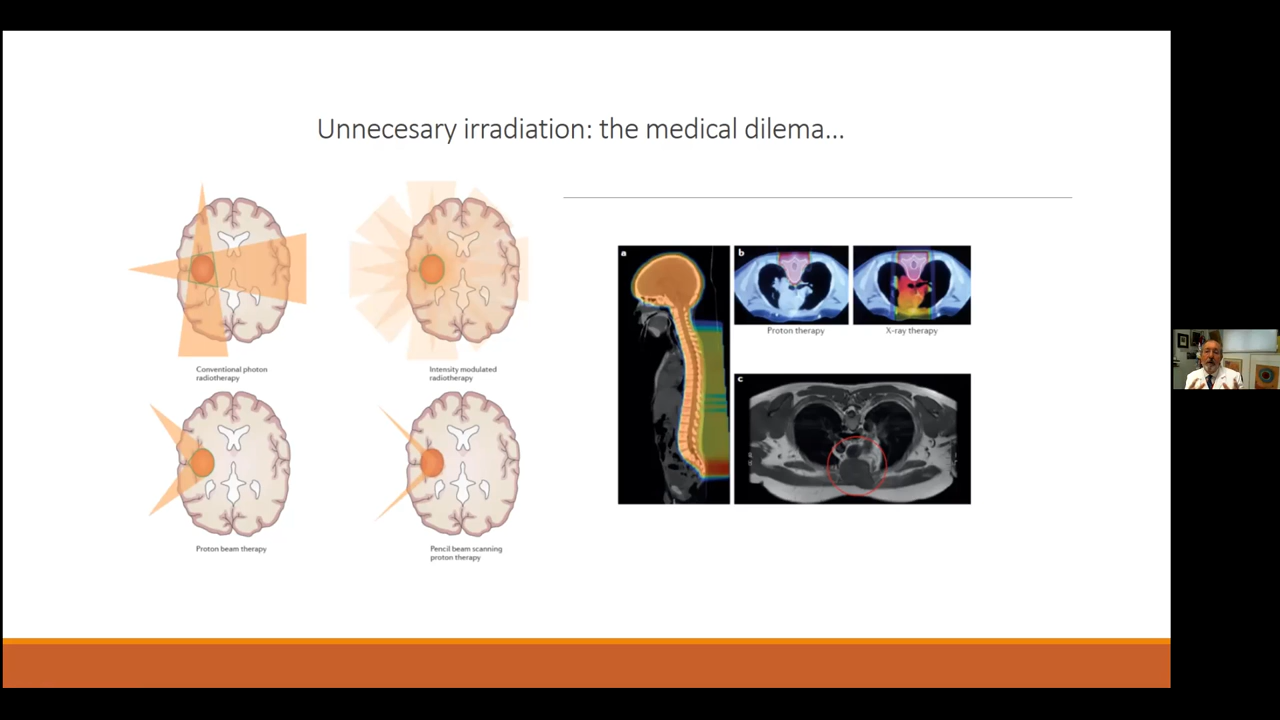 Unnecesary irradiation: the medical dilema...
Conventional photon
radiotherapy
Intensity modulated
radiotherapy
Proton beam therapy
Pencil beam scanning
proton therapy
a
b
Proton therapy
X-ray therapy
c